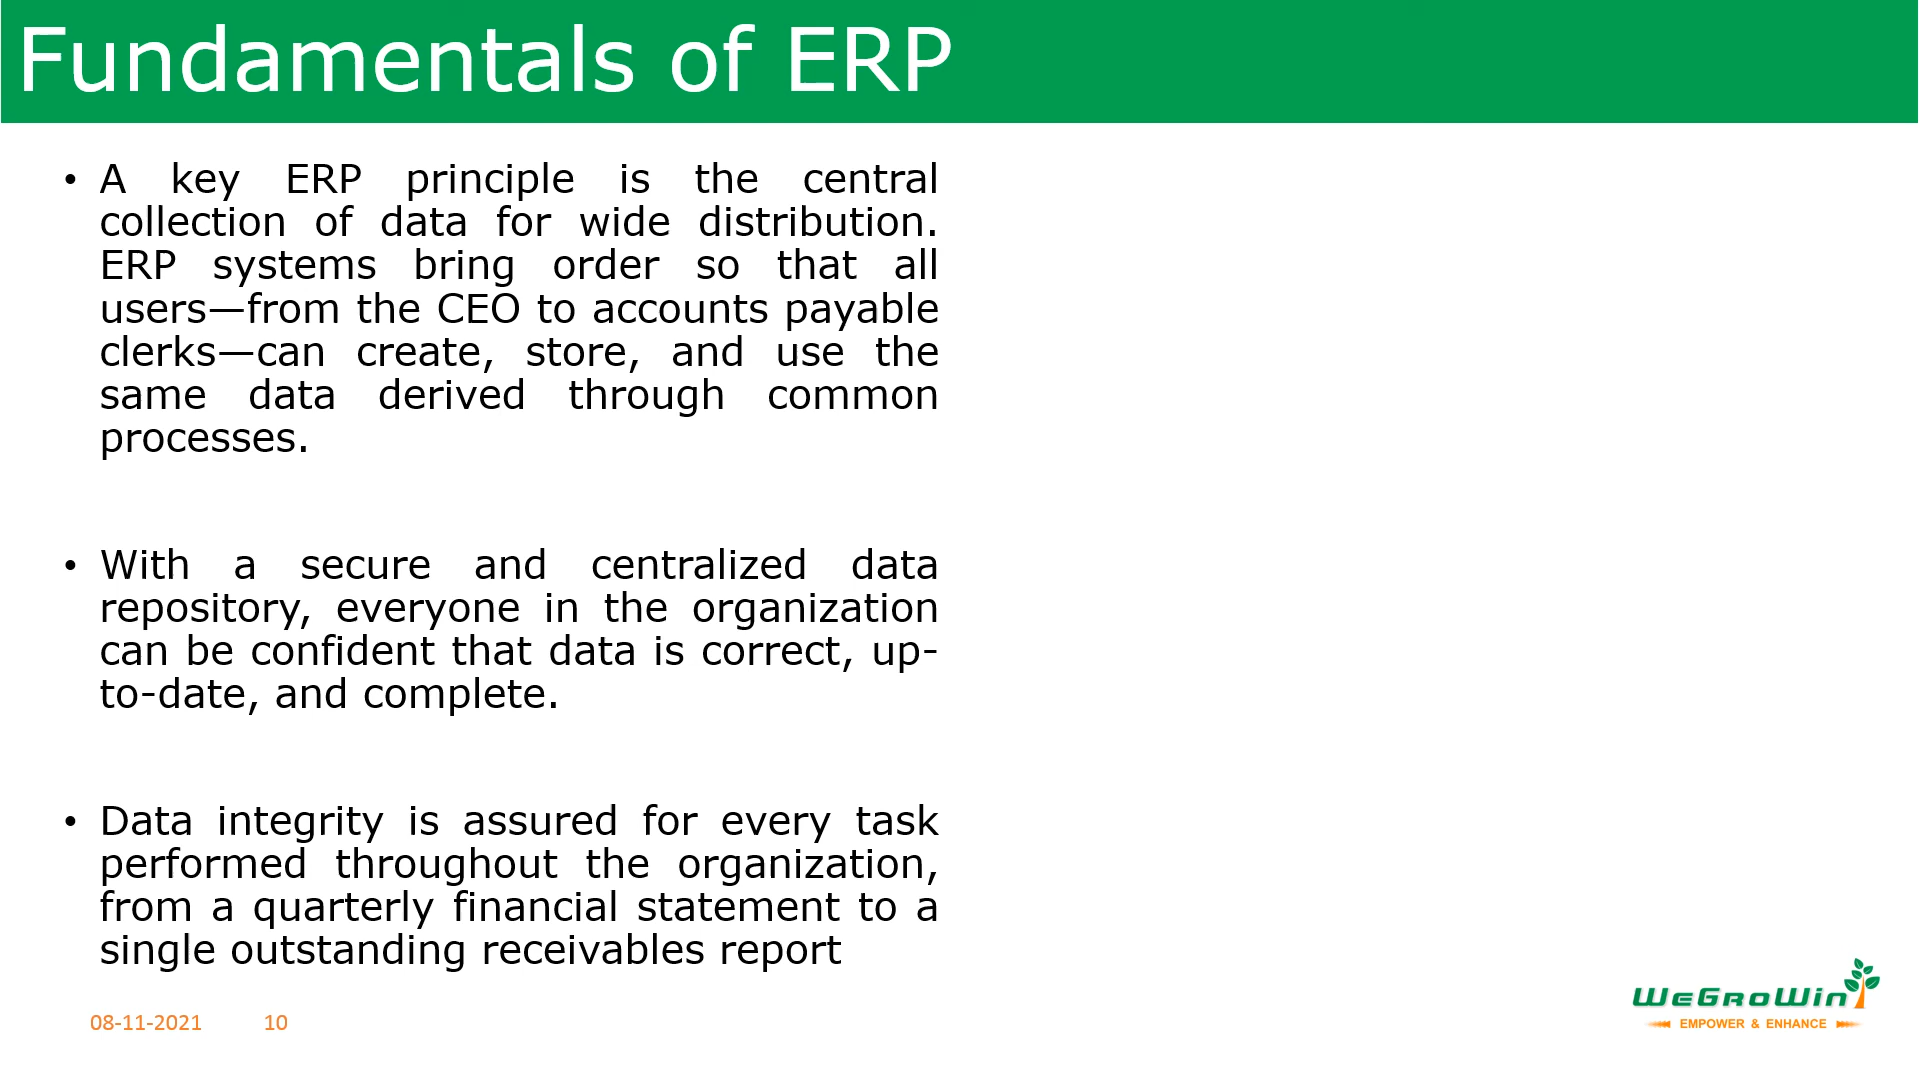 Fundamentals of ERP
• A key ERP principle is the central
collection of data for wide distribution.
ERP systems bring order so that all
users—from the CEO to accounts payable
clerks—can create, store, and use the
same data derived through common
processes.
• With a secure and centralized data
repository, everyone in the organization
can be confident that data is correct, up-
to-date, and complete.
• Data integrity is assured for every task
performed throughout the organization,
from a quarterly financial statement to a
single outstanding receivables report
08-11-2021 10
WeGroWin
EMPOWER & ENHANCE